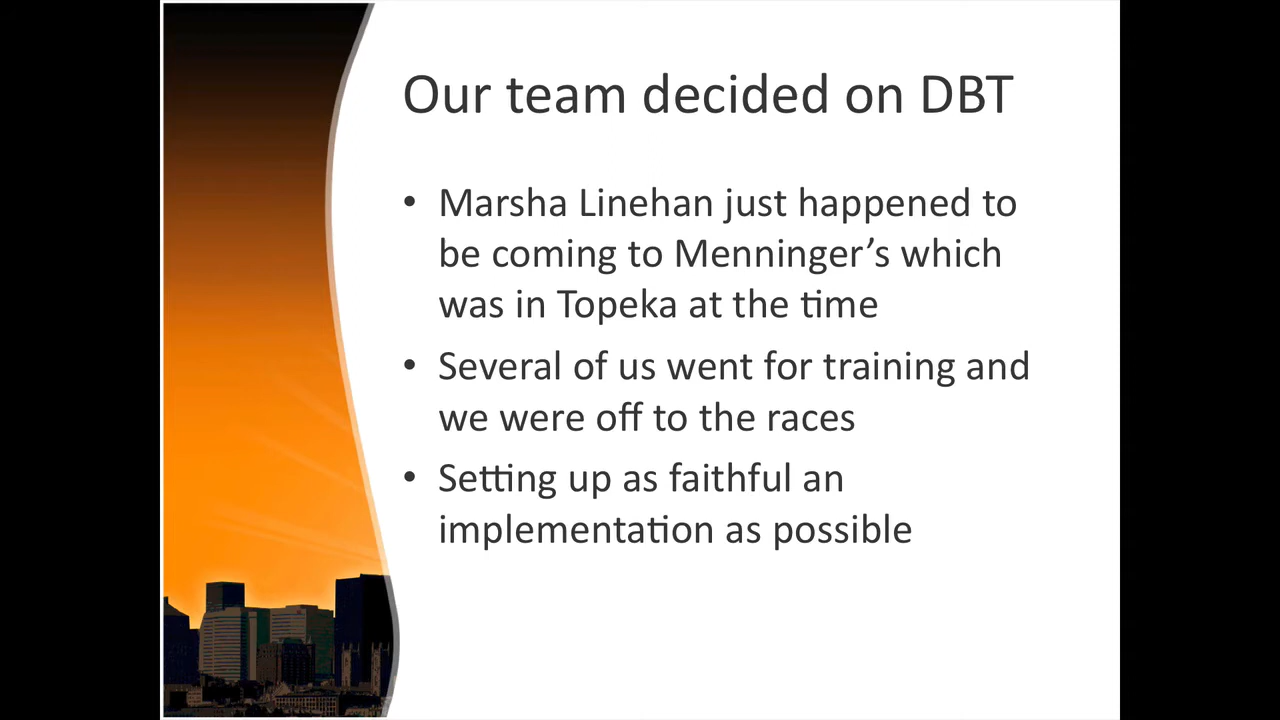 Our team decided on DBT
• Marsha Linehan just happened to
be coming to Menninger’s which
was in Topeka at the time
• Several of us went for training and
we were off to the races
• Setting up as faithful an
implementation as possible